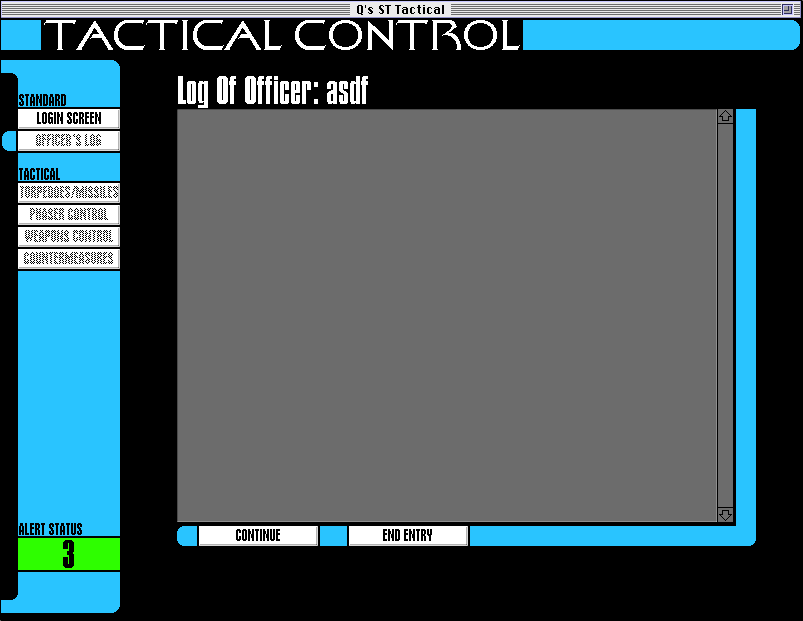 Q's ST Tactical
TACTICAL CONTROL
Log Of Officer: asdf
STANDARD
LOGIN SCREEN
OFFICER'S LOG
TACTICAL
TORPEDOES/MISSILES
PHASER CONTROL
WEAPONS CONTROL
COUNTERMEASURES
ALERT STATUS
3
CONTINUE
END ENTRY